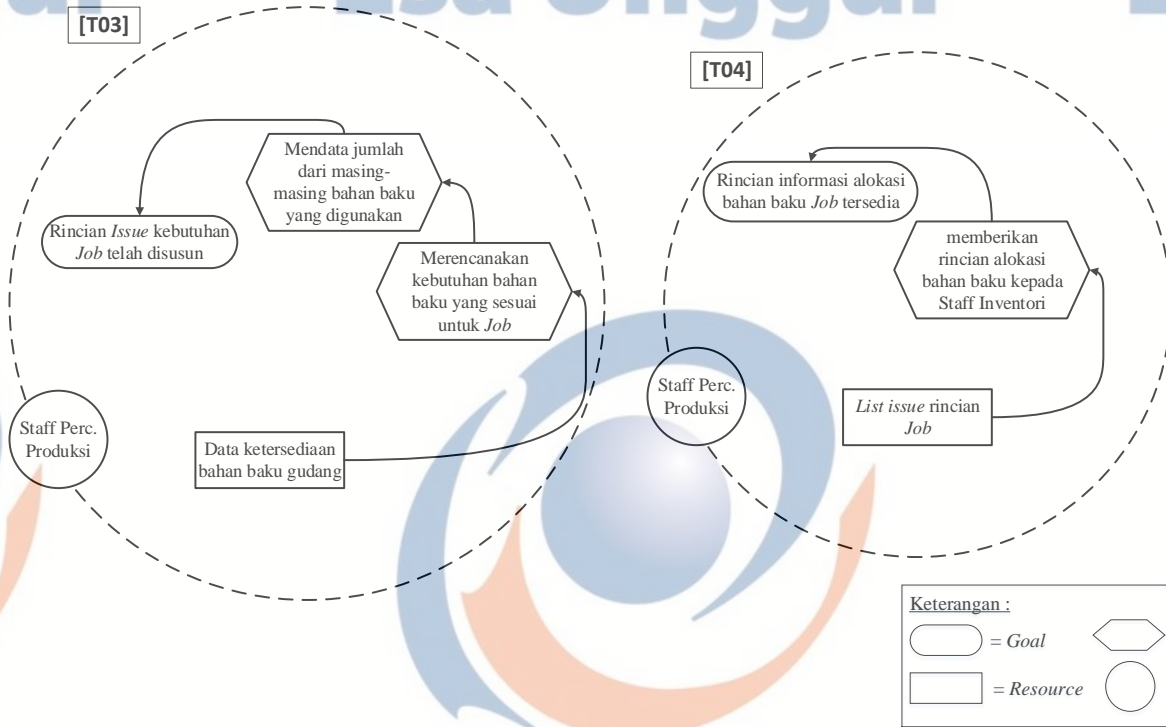 Esa Unggul
[T03]
Mendata jumlah
dari masing-
masing bahan baku
yang digunakan
Rincian Issue kebutuhan
Job telah disusun
Merencanakan
kebutuhan bahan
baku yang sesuai
untuk Job
Staff Perc.
Produksi
Data ketersediaan
bahan baku gudang
[T04]
Rincian informasi alokasi
bahan baku Job tersedia
memberikan
rincian alokasi
bahan baku kepada
Staff Inventori
Staff Perc.
Produksi
List issue rincian
Job
Keterangan :
= Goal
= Resource